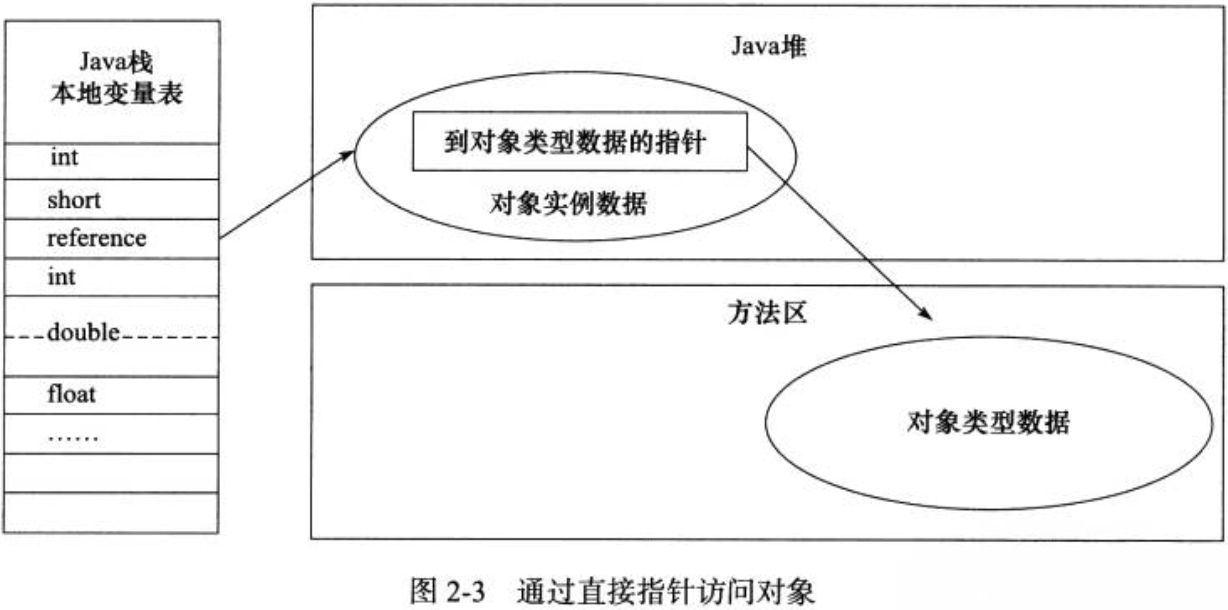 Java栈
本地变量表
int
short
reference
int
double
float
……
Java堆
到对象类型数据的指针
对象实例数据
方法区
对象类型数据
图 2-3 通过直接指针访问对象